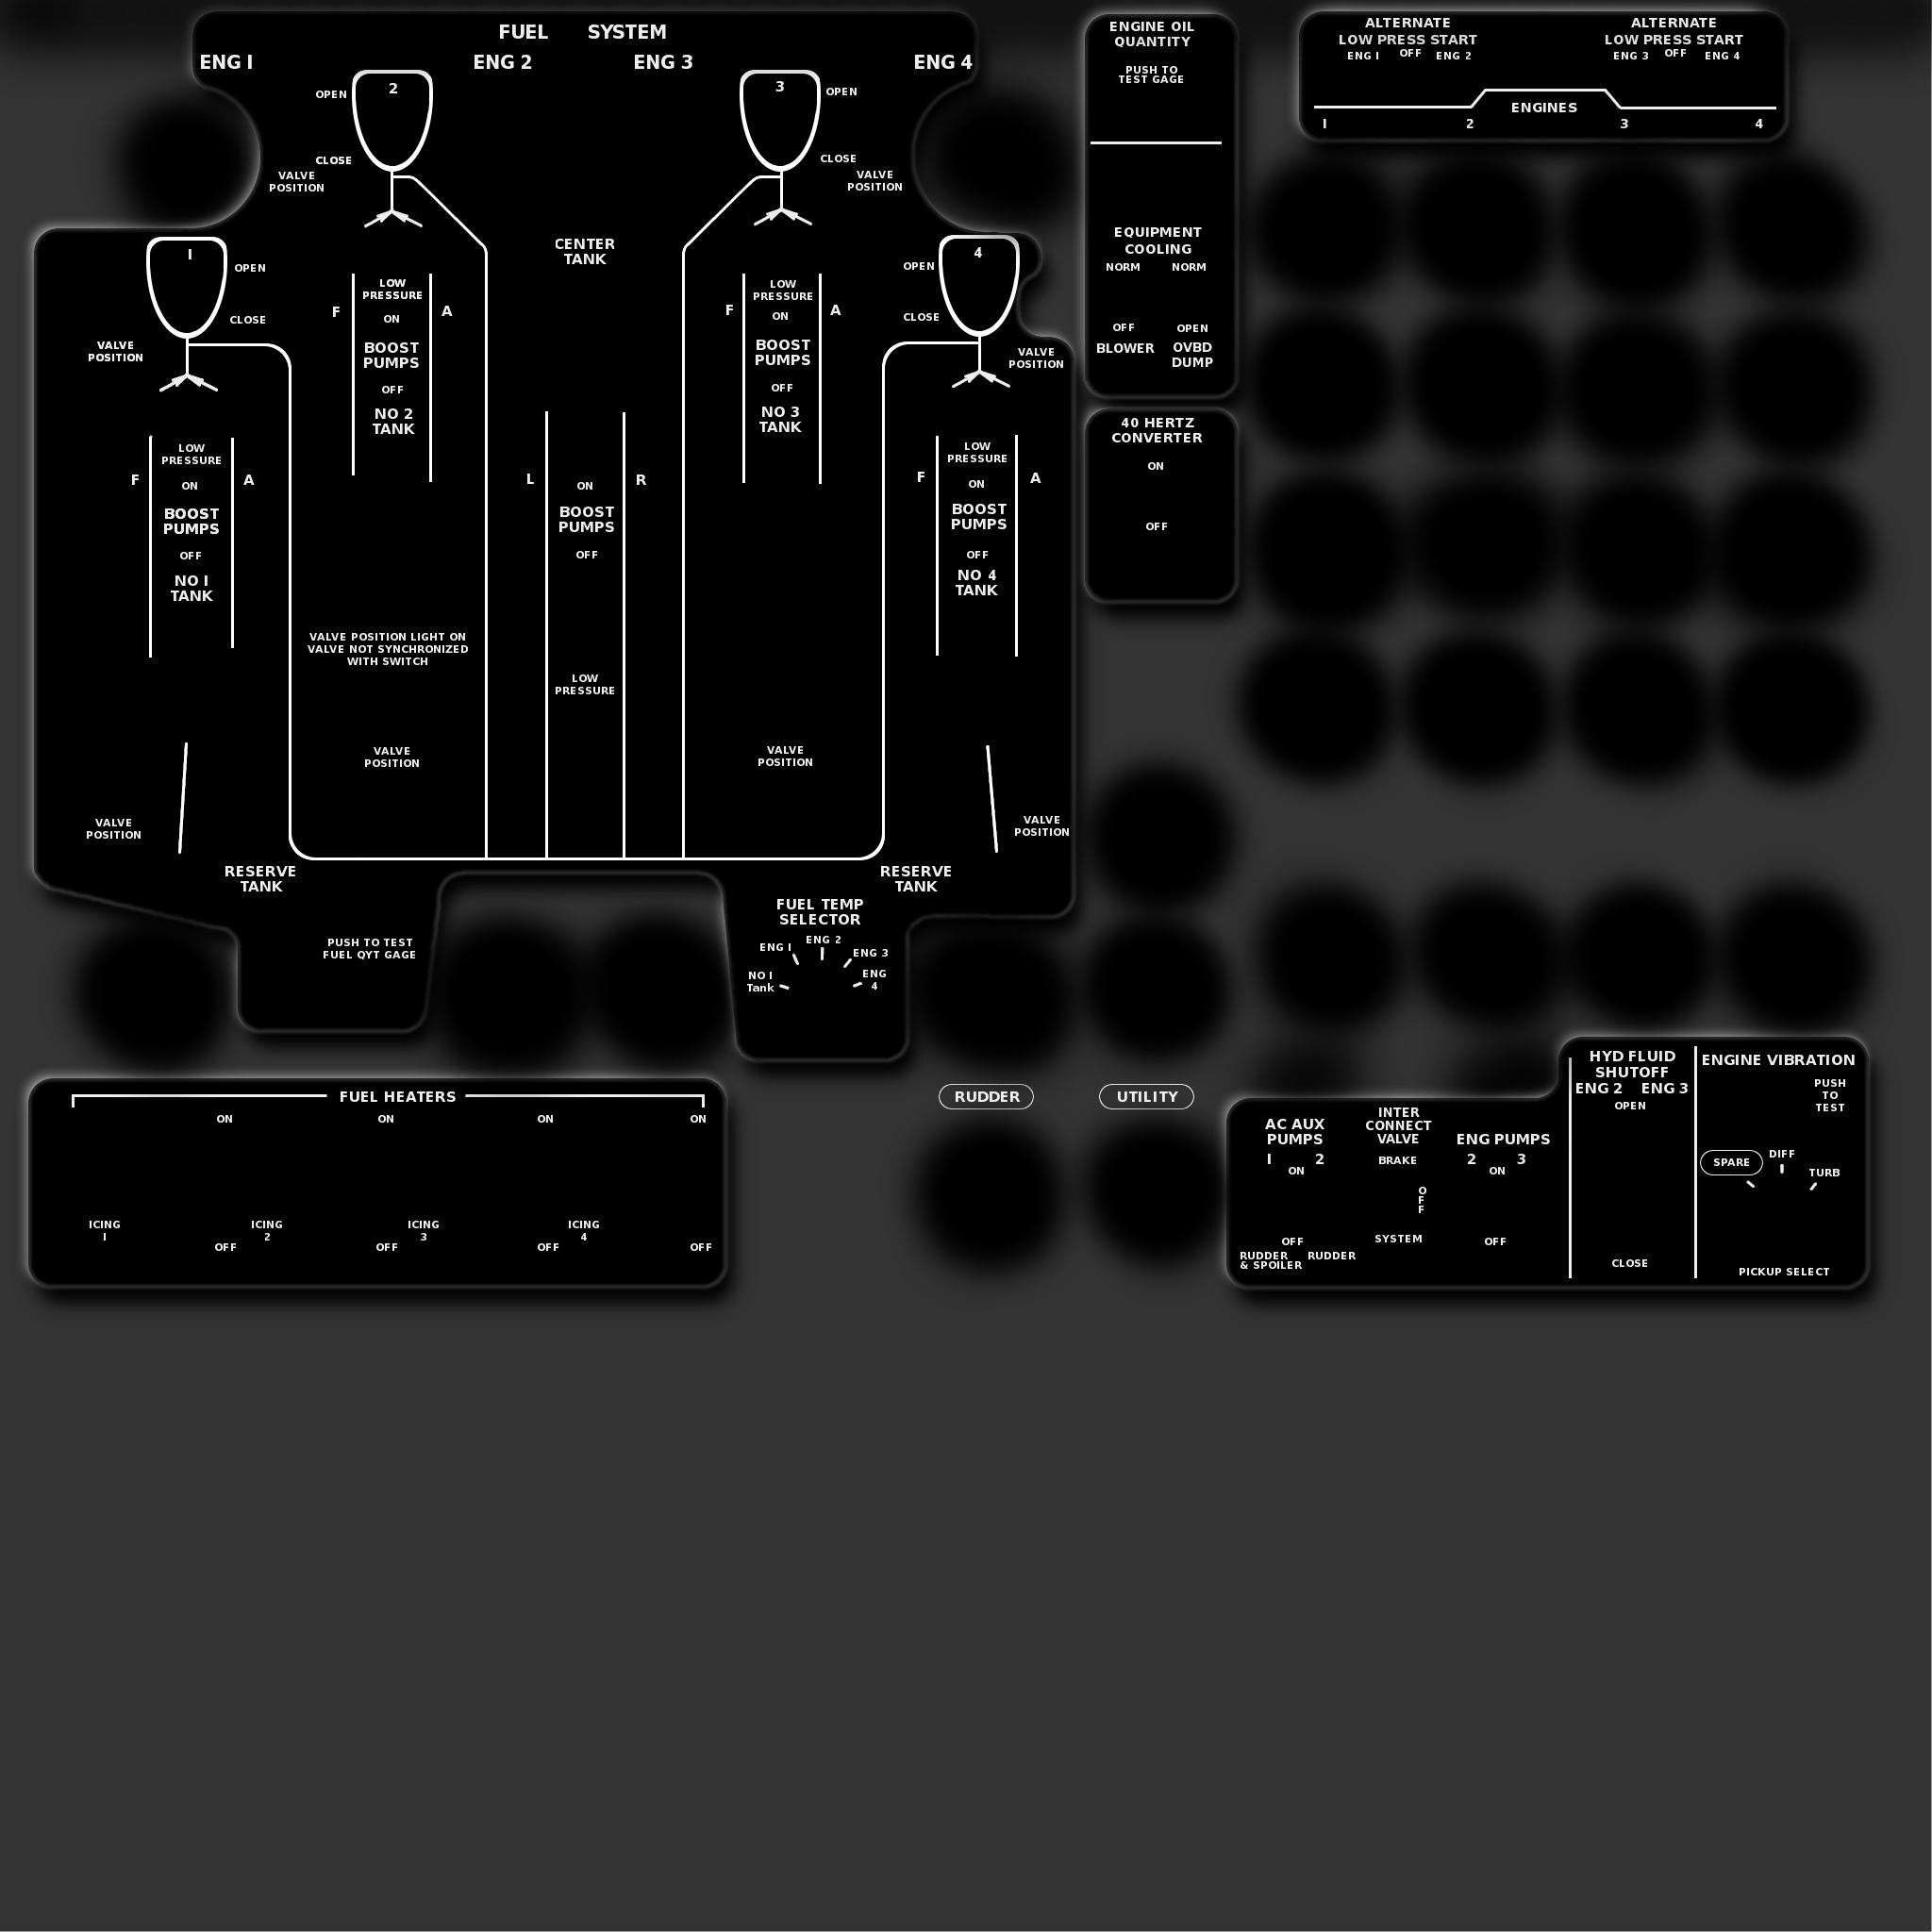 FUEL SYSTEM
ENG I ENG 2 ENG 3 ENG 4
2
OPEN
CLOSE
VALVE
POSITION
3
OPEN
CLOSE
VALVE
POSITION
I
OPEN
CLOSE
VALVE
POSITION
CENTER
TANK
4
OPEN
CLOSE
VALVE
POSITION
F
LOW
PRESSURE
A
ON
BOOST
PUMPS
OFF
NO 2
TANK
F
LOW
PRESSURE
A
ON
BOOST
PUMPS
OFF
NO 3
TANK
F
LOW
PRESSURE
A
ON
BOOST
PUMPS
OFF
NO I
TANK
L
R
ON
BOOST
PUMPS
OFF
LOW
PRESSURE
F
LOW
PRESSURE
A
ON
BOOST
PUMPS
OFF
NO 4
TANK
VALVE POSITION LIGHT ON
VALVE NOT SYNCHRONIZED
WITH SWITCH
VALVE
POSITION
VALVE
POSITION
VALVE
POSITION
VALVE
POSITION
RESERVE
TANK
RESERVE
TANK
PUSH TO TEST
FUEL QYT GAGE
FUEL TEMP
SELECTOR
NO I
Tank
ENG I
ENG 2
ENG 3
ENG
4
ENGINE OIL
QUANTITY
PUSH TO
TEST GAGE
EQUIPMENT
COOLING
NORM NORM
OFF OPEN
BLOWER
OVBD
DUMP
40 HERTZ
CONVERTER
ON
OFF
ALTERNATE
LOW PRESS START
ENG I OFF ENG 2
ALTERNATE
LOW PRESS START
ENG 3 OFF ENG 4
ENGINES
I 2 3 4
FUEL HEATERS
ON ON ON ON
ICING
I
OFF
ICING
2
OFF
ICING
3
OFF
ICING
4
OFF
RUDDER
UTILITY
AC AUX
PUMPS
I 2
ON
OFF
RUDDER
& SPOILER
RUDDER
INTER
CONNECT
VALVE
BRAKE
O
F
F
SYSTEM
ENG PUMPS
2 3
ON
OFF
HYD FLUID
SHUTOFF
ENG 2 ENG 3
OPEN
CLOSE
ENGINE VIBRATION
PUSH
TO
TEST
SPARE
DIFF
TURB
PICKUP SELECT